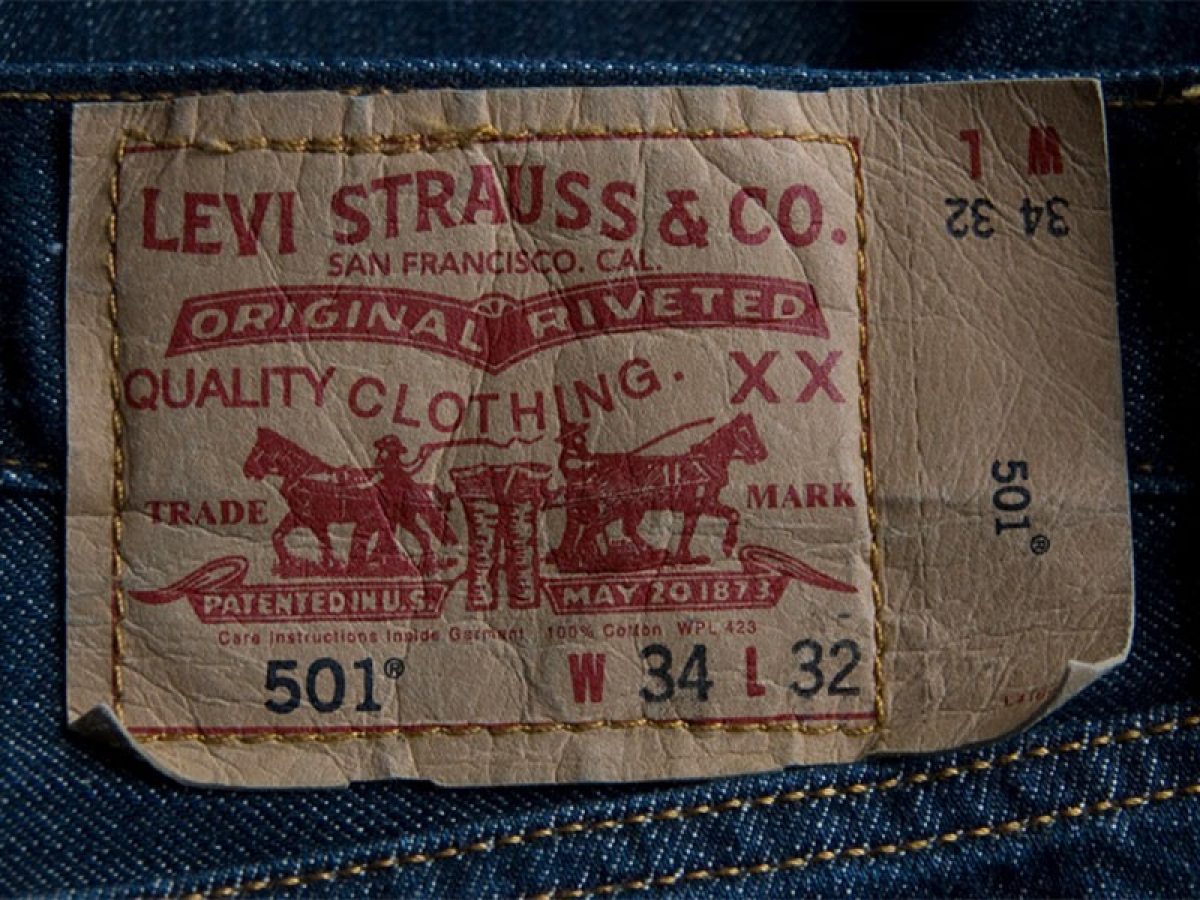 LEVI STRAUSS & CO.
SAN FRANCISCO. CAL.
ORIGINAL RIVETED
QUALITY CLOTHING. XX
TRADE MARK
PATENTED IN U.S. MAY 20 1873
Care Instructions Inside Garment 100% Cotton WPL 423
501® W 34 L 32
W L
34 32
501®